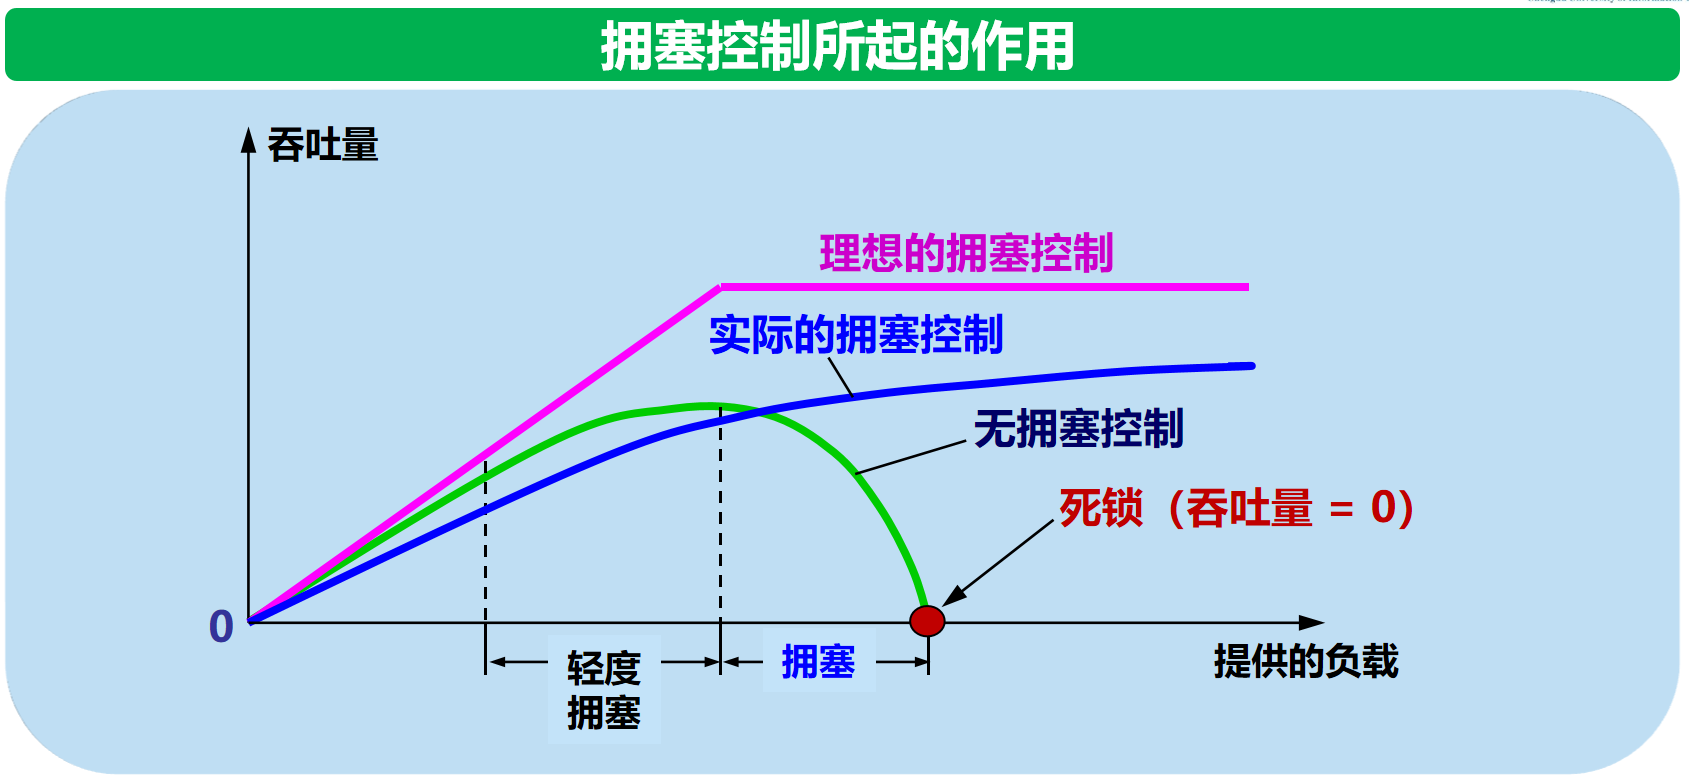 拥塞控制所起的作用
吞吐量
理想的拥塞控制
实际的拥塞控制
无拥塞控制
死锁（吞吐量 = 0）
0
提供的负载
轻度
拥塞
拥塞